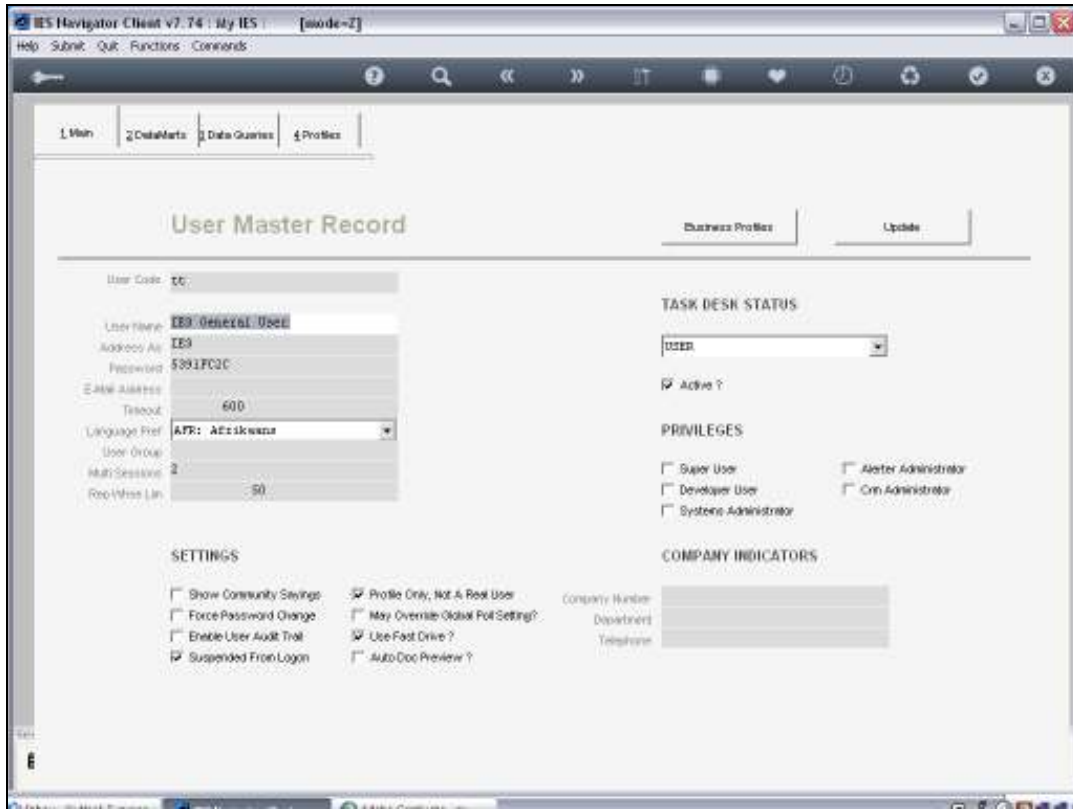 IES Navigator Client v7.74 : My IES : [mode=Z]
Help Submit Quit Functions Commands
1 Main 2 DataMarts 3 Data Queries 4 Profiles
User Master Record
Business Profiles Update
User Code tt
User Name IES General User
Address As IES
Password 5391FC2C
E-Mail Address
Timeout 600
Language Pref AFR: Afrikaans
User Group
Multi Sessions 2
Rep Whse Lim 50
TASK DESK STATUS
USER
Active ?
PRIVILEGES
Super User Alerter Administrator
Developer User Crm Administrator
Systems Administrator
SETTINGS
Show Community Sayings Profile Only, Not A Real User
Force Password Change May Override Global Poll Setting?
Enable User Audit Trail Use Fast Drive ?
Suspended From Logon Auto Doc Preview ?
COMPANY INDICATORS
Company Number
Department
Telephone